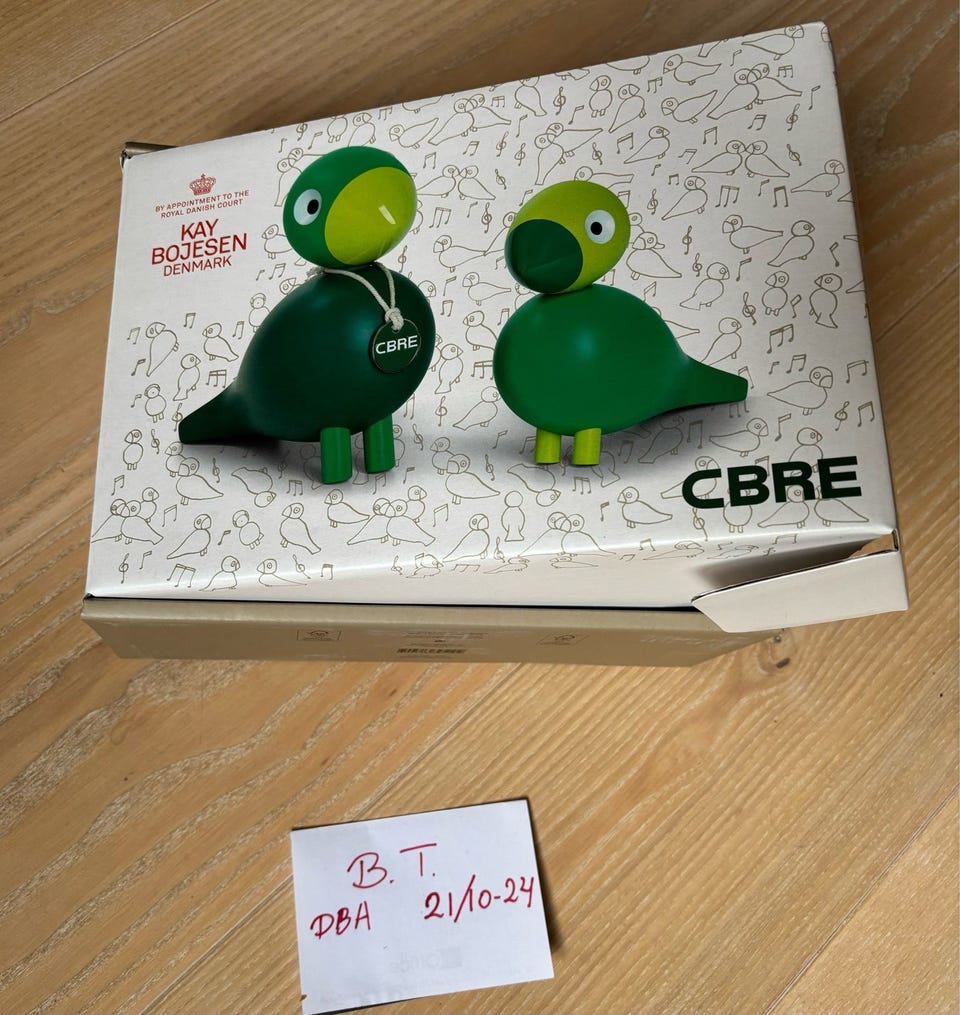 BY APPOINTMENT TO THE
ROYAL DANISH COURT
KAY
BOJESEN
DENMARK
CBRE
CBRE
B. T.
DBA 21/10-24